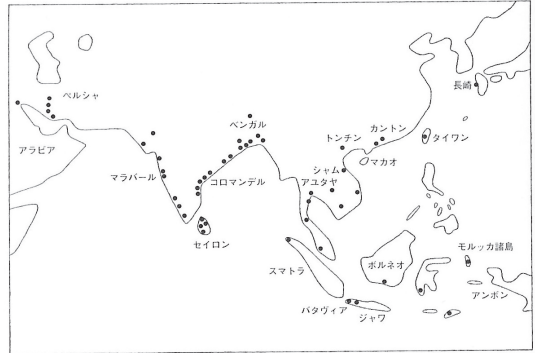 ペルシャ
アラビア
マラバール
ベンガル
コロマンデル
セイロン
トンチン
カントン
マカオ
シャム
アユタヤ
長崎
タイワン
スマトラ
ボルネオ
モルッカ諸島
アンボン
バタヴィア
ジャワ